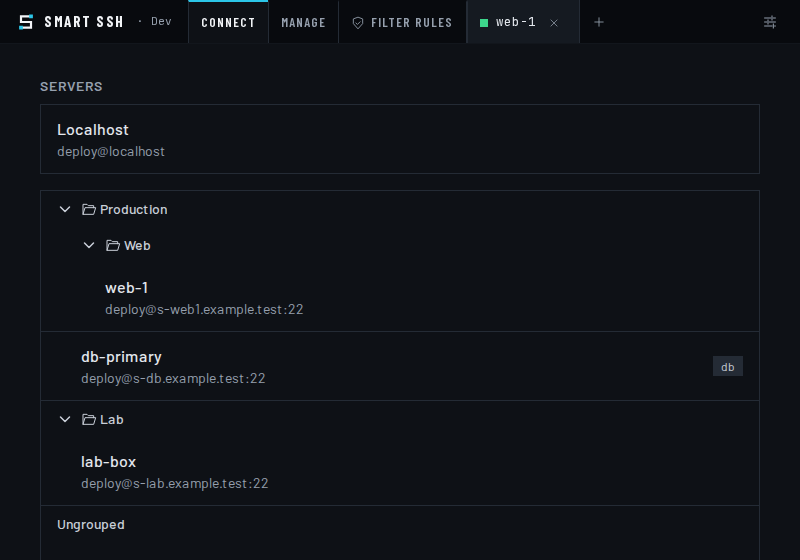 SMART SSH · Dev CONNECT MANAGE FILTER RULES web-1
SERVERS
Localhost
deploy@localhost
Production
Web
web-1
deploy@s-web1.example.test:22
db-primary
deploy@s-db.example.test:22
db
Lab
lab-box
deploy@s-lab.example.test:22
Ungrouped